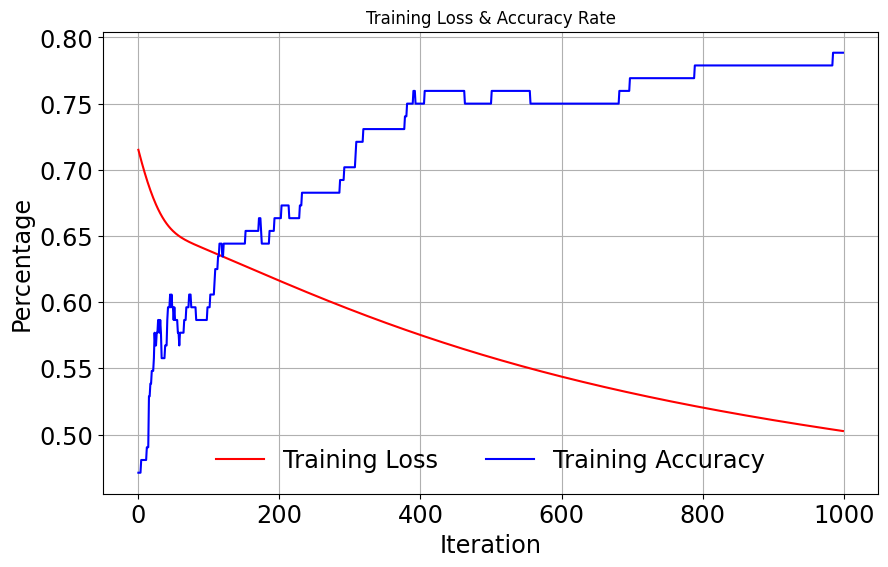 Training Loss & Accuracy Rate
Percentage
0.80
0.75
0.70
0.65
0.60
0.55
0.50
Training Loss
Training Accuracy
0 200 400 600 800 1000
Iteration